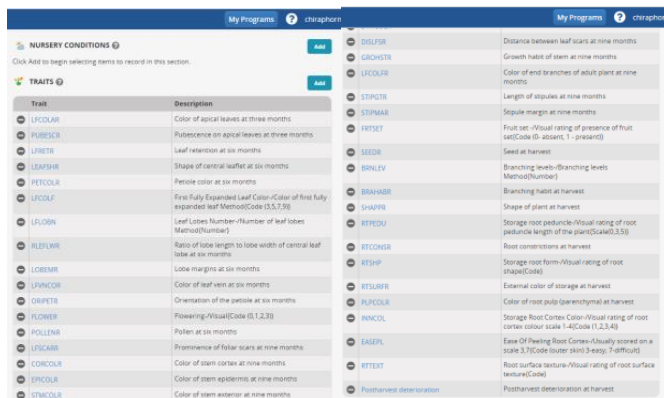 My Programs ? chiraphorn
NURSERY CONDITIONS
Add
Click Add to begin selecting items to record in this section.
TRAITS
Add
Trait Description
LFCOLAR Color of apical leaves at three months
PUBESCR Pubescence on apical leaves at three months
LFRETR Leaf retention at six months
LEAFSHR Shape of central leaflet at six months
PETCOLR Petiole color at six months
LFCOLF First Fully Expanded Leaf Color-/Color of first fully
expanded leaf Method{Code (3,5,7,9)}
LFLOBN Leaf Lobes Number-/Number of leaf lobes
Method{Number}
RLEFLWR Ratio of lobe length to lobe width of central leaf
lobe at six months
LOBEMR Lobe margins at six months
LFVNCOR Color of leaf vein at six months
ORIPETR Orientation of the petiole at six months
FLOWER Flowering-/Visual{Code (0,1,2,3)}
POLLENR Pollen at six months
LFSCARR Prominence of foliar scars at nine months
CORCOLR Color of stem cortex at nine months
EPICOLR Color of stem epidermis at nine months
STMCOLR Color of stem exterior at nine months
My Programs ? chirapho
DISLFSR Distance between leaf scars at nine months
GROHSTR Growth habit of stem at nine months
LFCOLFR Color of end branches of adult plant at nine
months
STIPGTR Length of stipules at nine months
STIPMAR Stipule margin at nine months
FRTSET Fruit set -/Visual rating of presence of fruit
set{Code (0- absent, 1 - present)}
SEEDR Seed at harvest
BRNLEV Branching levels-/Branching levels
Method{Number}
BRAHABR Branching habit at harvest
SHAPPR Shape of plant at harvest
RTPEDU Storage root peduncle-/Visual rating of root
peduncle length of the plant{Scale(0,3,5)}
RTCONSR Root constrictions at harvest
RTSHP Storage root form-/Visual rating of root
shape{Code}
RTSURFR External color of storage at harvest
PLPCOLR Color of root pulp (parenchyma) at harvest
INNCOL Storage Root Cortex Color-/Visual rating of root
cortex colour scale 1-4{Code (1,2,3,4)}
EASEPL Ease Of Peeling Root Cortex-/Usually scored on a
scale 3,7{Code (outer skin) 3-easy; 7-difficult}
RTTEXT Root surface texture-/Visual rating of root surface
texture{Code}
Postharvest deterioration Postharvest deterioration at harvest